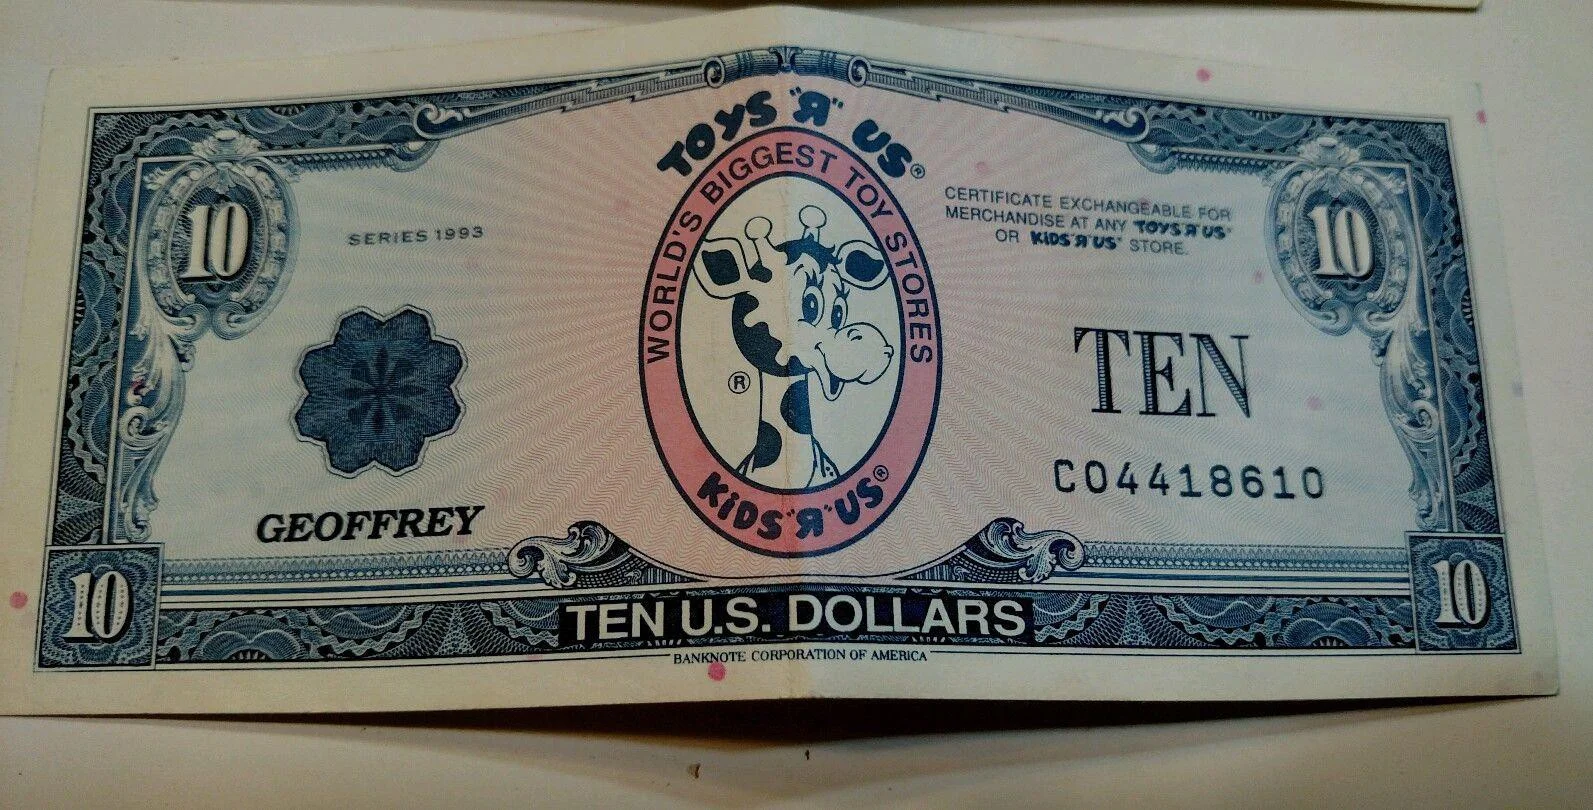 TOYS "R" US®
WORLD'S BIGGEST TOY STORES
KiDS "R" US®
®
10
10
SERIES 1993
CERTIFICATE EXCHANGEABLE FOR
MERCHANDISE AT ANY TOYS "R" US®
OR KiDS "R" US® STORE.
TEN
C04418610
GEOFFREY
10
10
TEN U.S. DOLLARS
BANKNOTE CORPORATION OF AMERICA